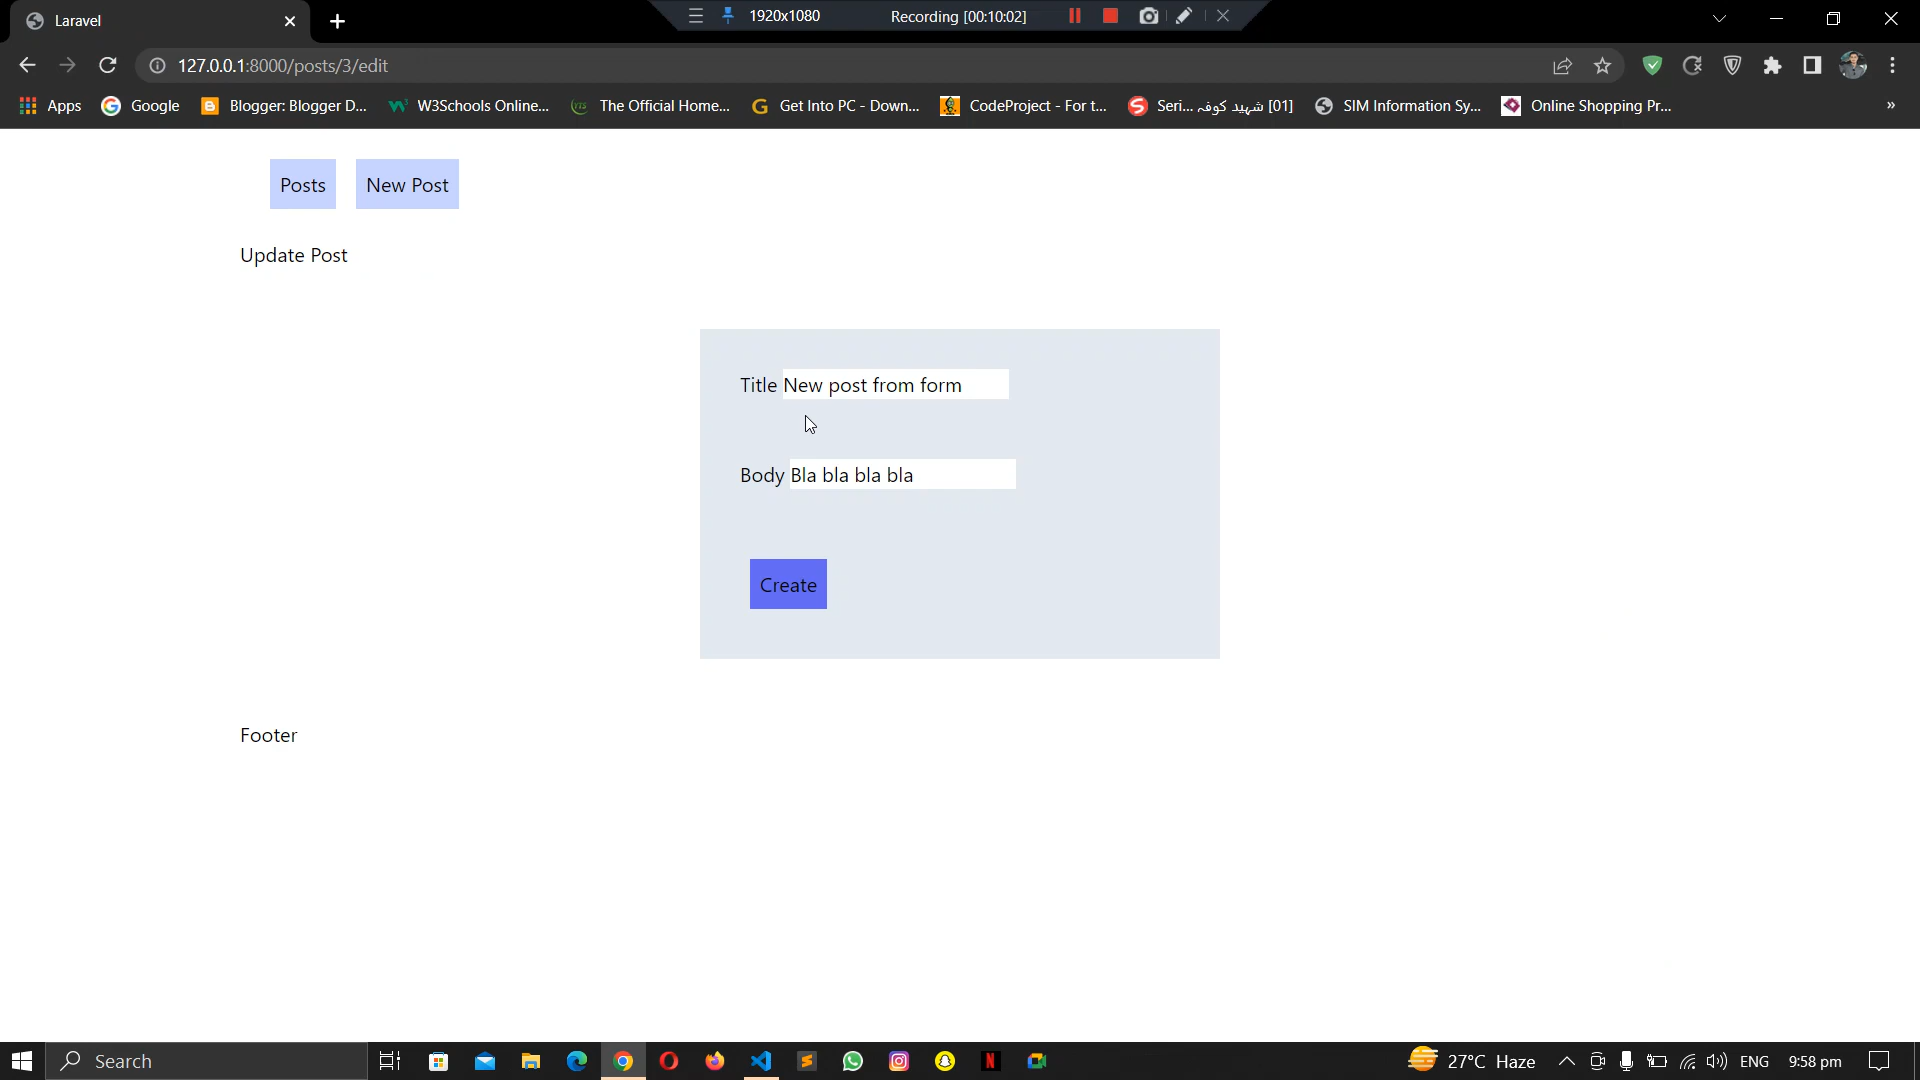 Laravel
1920x1080
Recording [00:10:02]
127.0.0.1:8000/posts/3/edit
Apps
Google
Blogger: Blogger D...
W3Schools Online...
The Official Home...
Get Into PC - Down...
CodeProject - For t...
Seri... شہید کوفہ [01]
SIM Information Sy...
Online Shopping Pr...
»
Posts
New Post
Update Post
Title New post from form
Body Bla bla bla bla
Create
Footer
Search
27°C Haze
ENG
9:58 pm